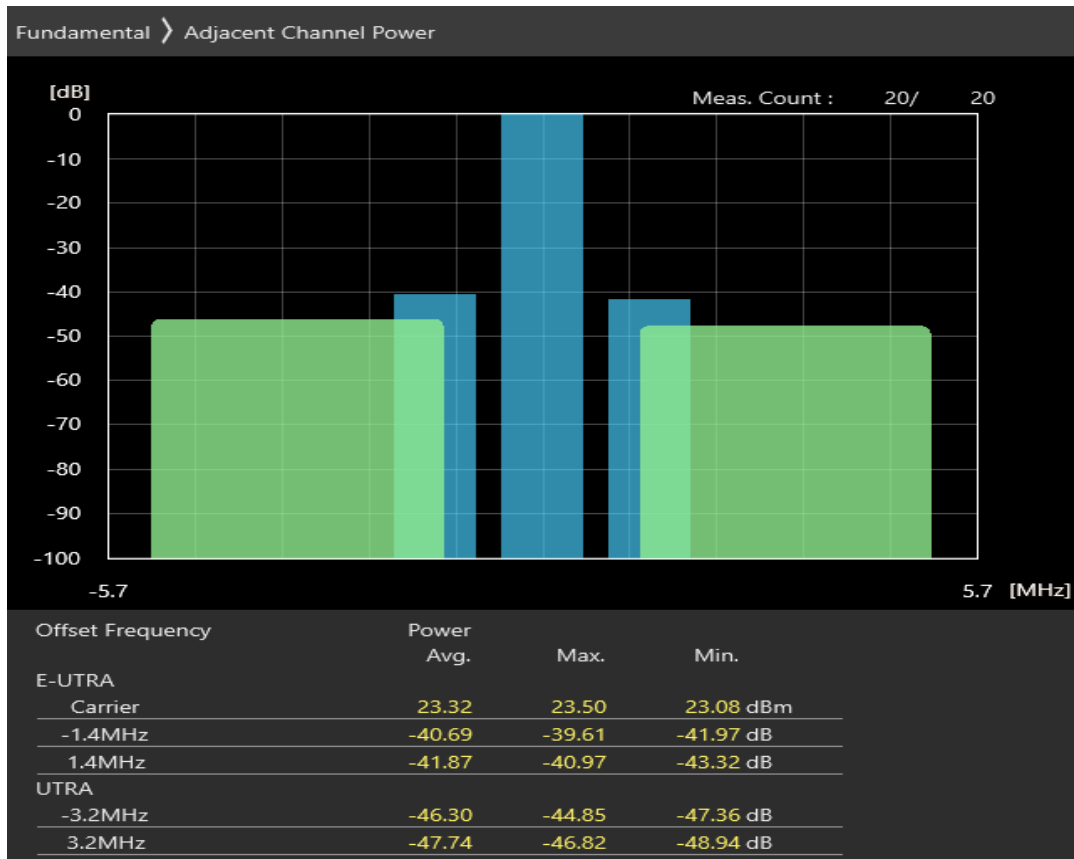 Fundamental 〉 Adjacent Channel Power
[dB]
Meas. Count : 20/ 20
0
-10
-20
-30
-40
-50
-60
-70
-80
-90
-100
-5.7 5.7 [MHz]
Offset Frequency Power
Avg. Max. Min.
E-UTRA
Carrier 23.32 23.50 23.08 dBm
-1.4MHz -40.69 -39.61 -41.97 dB
1.4MHz -41.87 -40.97 -43.32 dB
UTRA
-3.2MHz -46.30 -44.85 -47.36 dB
3.2MHz -47.74 -46.82 -48.94 dB